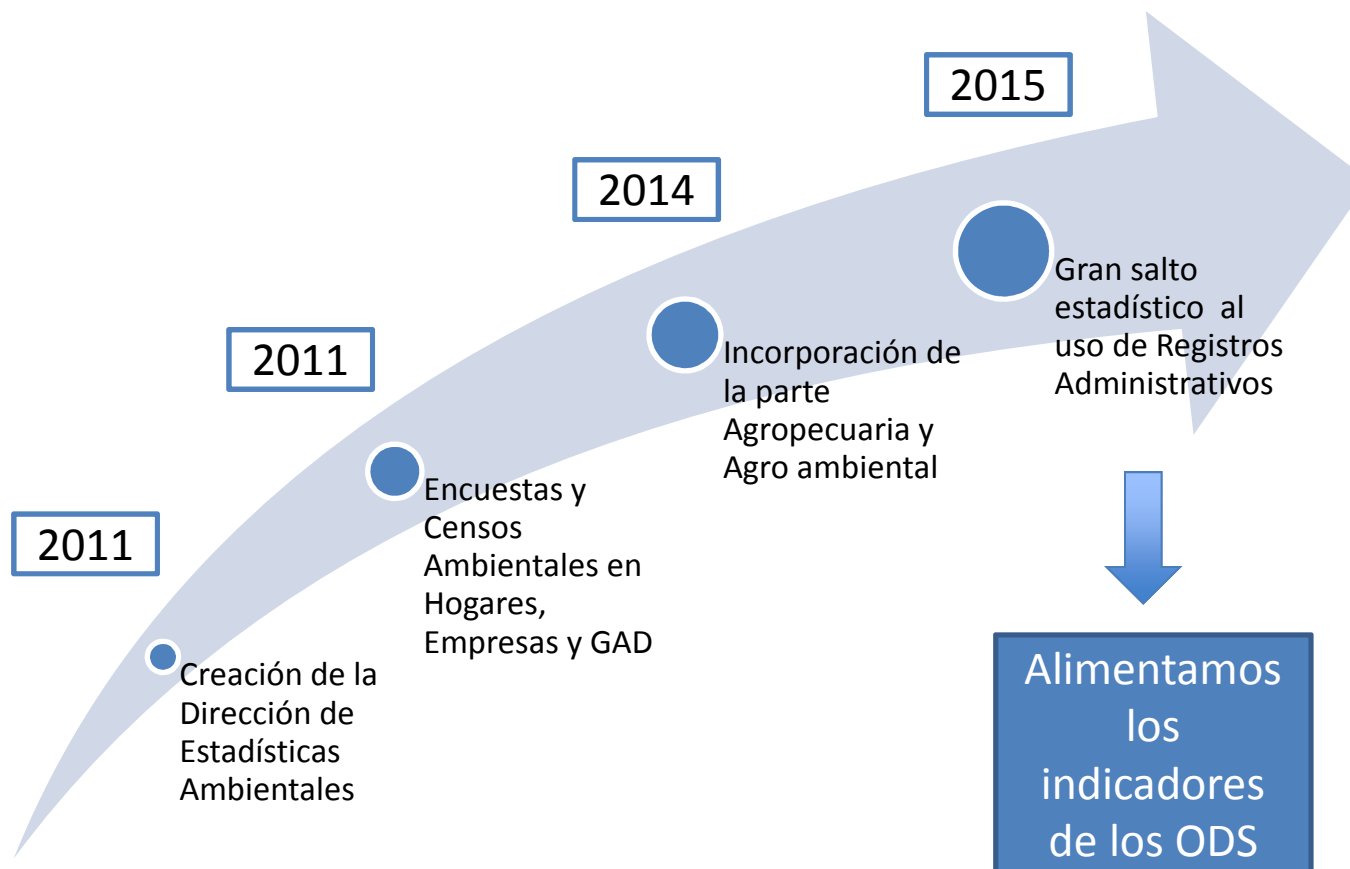 2011
Creación de la
Dirección de
Estadísticas
Ambientales
2011
Encuestas y
Censos
Ambientales en
Hogares,
Empresas y GAD
2014
Incorporación de
la parte
Agropecuaria y
Agro ambiental
2015
Gran salto
estadístico al
uso de Registros
Administrativos
Alimentamos
los
indicadores
de los ODS